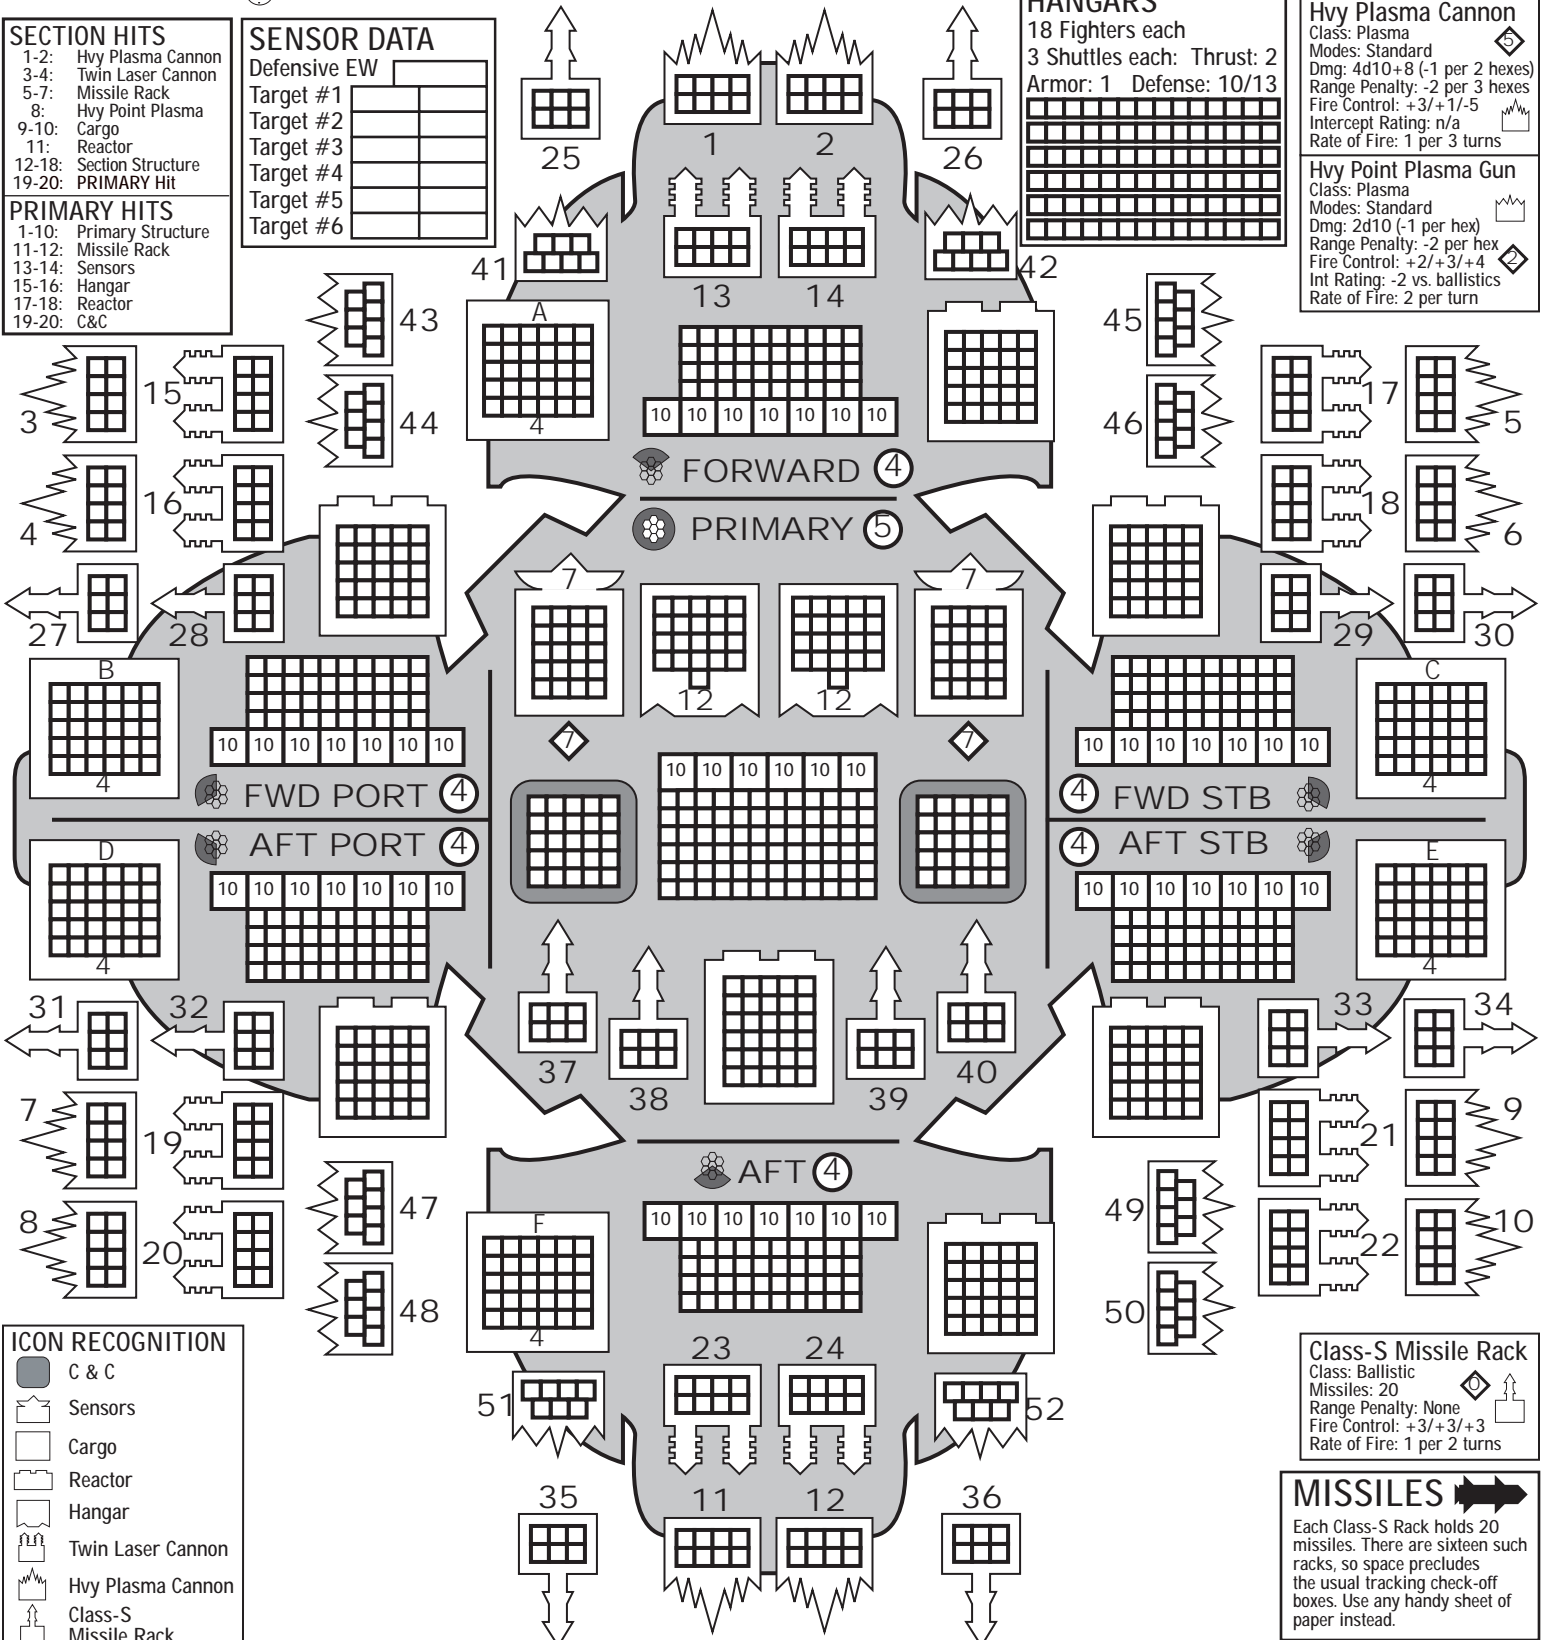 SECTION HITS
1-2: Hvy Plasma Cannon
3-4: Twin Laser Cannon
5-7: Missile Rack
8: Hvy Point Plasma
9-10: Cargo
11: Reactor
12-18: Section Structure
19-20: PRIMARY Hit
PRIMARY HITS
1-10: Primary Structure
11-12: Missile Rack
13-14: Sensors
15-16: Hangar
17-18: Reactor
19-20: C&C
SENSOR DATA
Defensive EW
Target #1
Target #2
Target #3
Target #4
Target #5
Target #6
HANGARS
18 Fighters each
3 Shuttles each: Thrust: 2
Armor: 1 Defense: 10/13
Hvy Plasma Cannon
Class: Plasma
5
Modes: Standard
Dmg: 4d10+8 (-1 per 2 hexes)
Range Penalty: -2 per 3 hexes
Fire Control: +3/+1/-5
Intercept Rating: n/a
Rate of Fire: 1 per 3 turns
Hvy Point Plasma Gun
Class: Plasma
Modes: Standard
Dmg: 2d10 (-1 per hex)
Range Penalty: -2 per hex
2
Fire Control: +2/+3/+4
Int Rating: -2 vs. ballistics
Rate of Fire: 2 per turn
25 1 2 26
41 42
13 14
43 A 45
44 4 46
10 10 10 10 10 10 10
3 15 17 5
FORWARD 4
4 16 18 6
PRIMARY 5
7 7
27 28 29 30
12 12
B C
7 7
10 10 10 10 10 10 10
10 10 10 10 10 10 10
10 10 10 10 10 10
4 4
FWD PORT 4
4 FWD STB
AFT PORT 4
4 AFT STB
D E
10 10 10 10 10 10 10
10 10 10 10 10 10 10
4 4
31 32 33 34
37 38 39 40
7 19 21 9
AFT 4
47 49
10 10 10 10 10 10 10
8 20 F 22 10
48 4 50
23 24
51 52
35 11 12 36
ICON RECOGNITION
C & C
Sensors
Cargo
Reactor
Hangar
Twin Laser Cannon
Hvy Plasma Cannon
Class-S
Missile Rack
Class-S Missile Rack
Class: Ballistic
Missiles: 20
0
Range Penalty: None
Fire Control: +3/+3/+3
Rate of Fire: 1 per 2 turns
MISSILES
Each Class-S Rack holds 20
missiles. There are sixteen such
racks, so space precludes
the usual tracking check-off
boxes. Use any handy sheet of
paper instead.